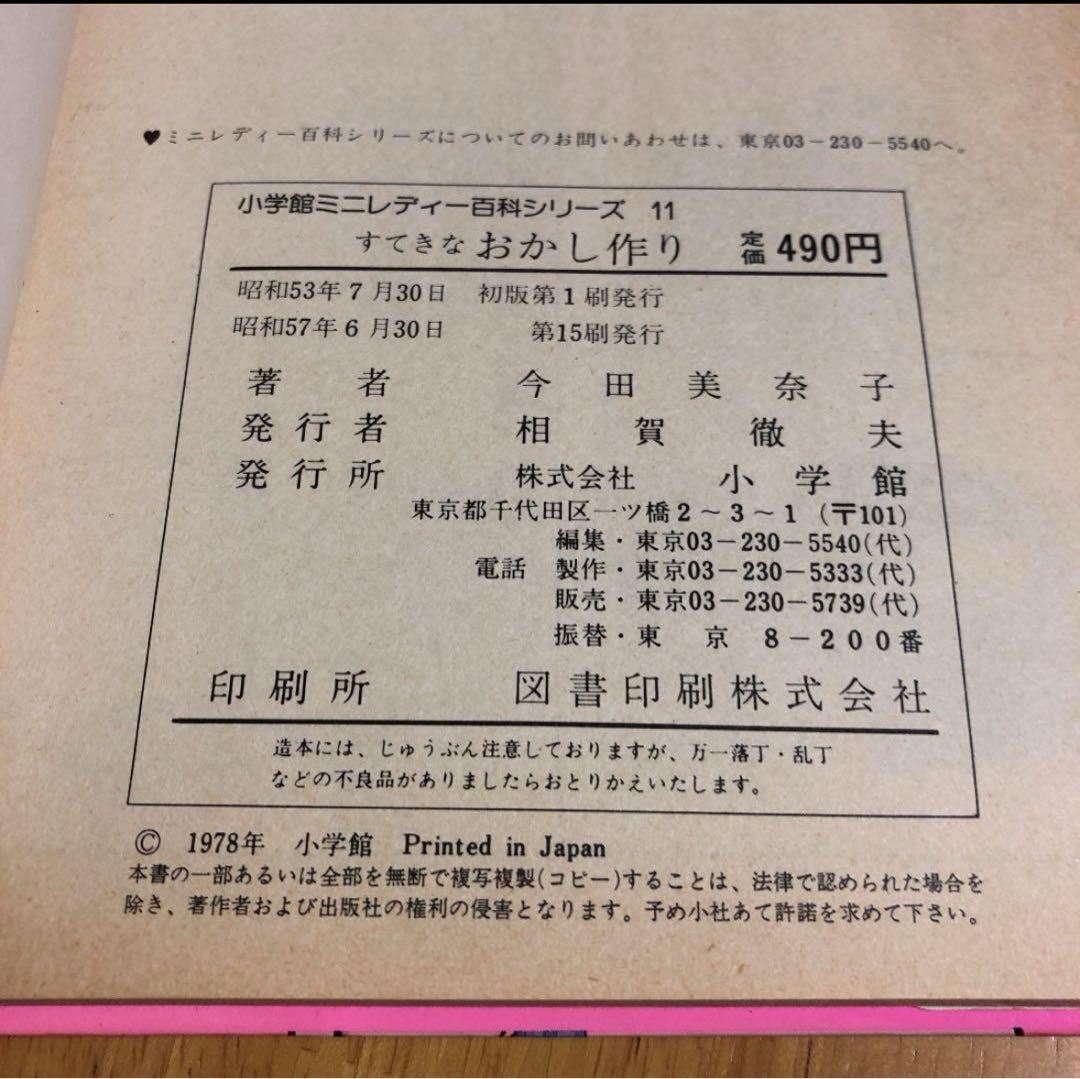 ♥ミニレディー百科シリーズについてのお問いあわせは、東京03−230−5540へ。
小学館ミニレディー百科シリーズ 11
すてきな おかし作り 定価 490円
昭和53年7月30日 初版第1刷発行
昭和57年6月30日 第15刷発行
著者 今田美奈子
発行者 相賀徹夫
発行所 株式会社 小学館
東京都千代田区一ツ橋2〜3〜1 (〒101)
編集・東京03−230−5540(代)
電話 製作・東京03−230−5333(代)
販売・東京03−230−5739(代)
振替・東京 8−200番
印刷所 図書印刷株式会社
造本には、じゅうぶん注意しておりますが、万一落丁・乱丁
などの不良品がありましたらおとりかえいたします。
© 1978年 小学館 Printed in Japan
本書の一部あるいは全部を無断で複写複製(コピー)することは、法律で認められた場合を
除き、著作者および出版社の権利の侵害となります。予め小社あて許諾を求めて下さい。